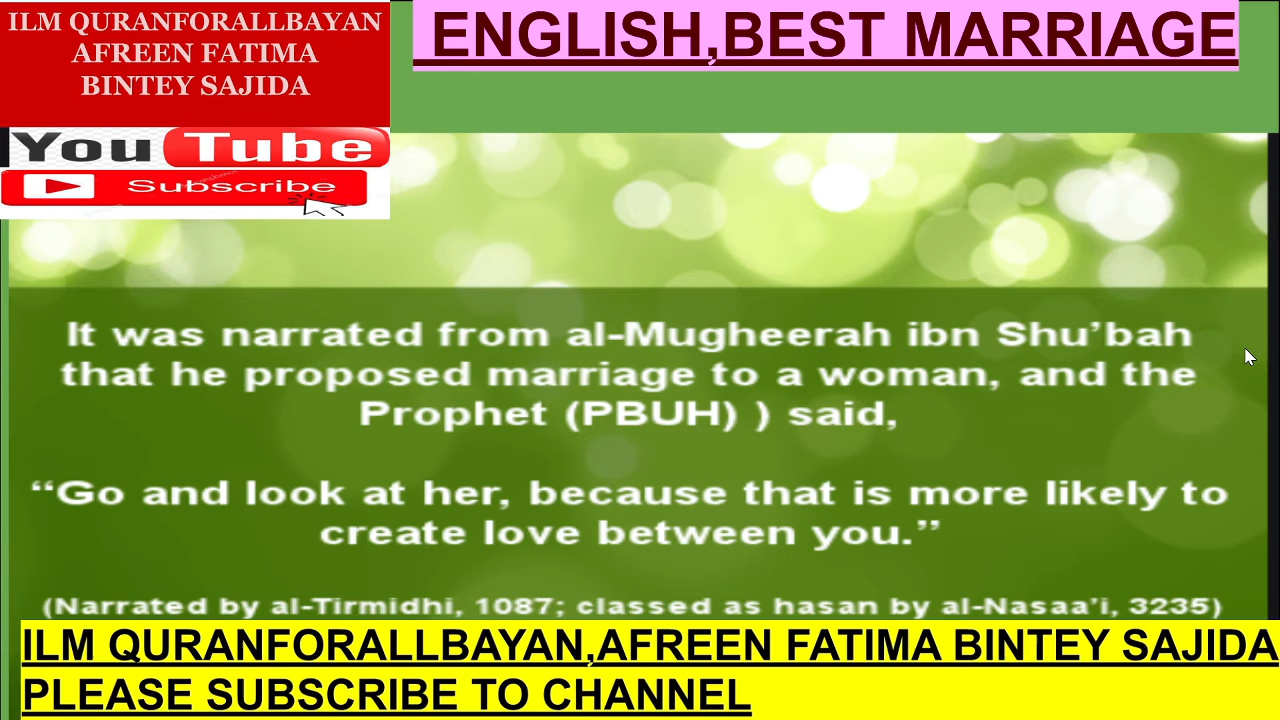 ILM QURANFORALLBAYAN
AFREEN FATIMA
BINTEY SAJIDA
YouTube
Subscribe
ENGLISH,BEST MARRIAGE
It was narrated from al-Mugheerah ibn Shu’bah
that he proposed marriage to a woman, and the
Prophet (PBUH) ) said,
“Go and look at her, because that is more likely to
create love between you.”
(Narrated by al-Tirmidhi, 1087; classed as hasan by al-Nasaa’i, 3235)
ILM QURANFORALLBAYAN,AFREEN FATIMA BINTEY SAJIDA
PLEASE SUBSCRIBE TO CHANNEL